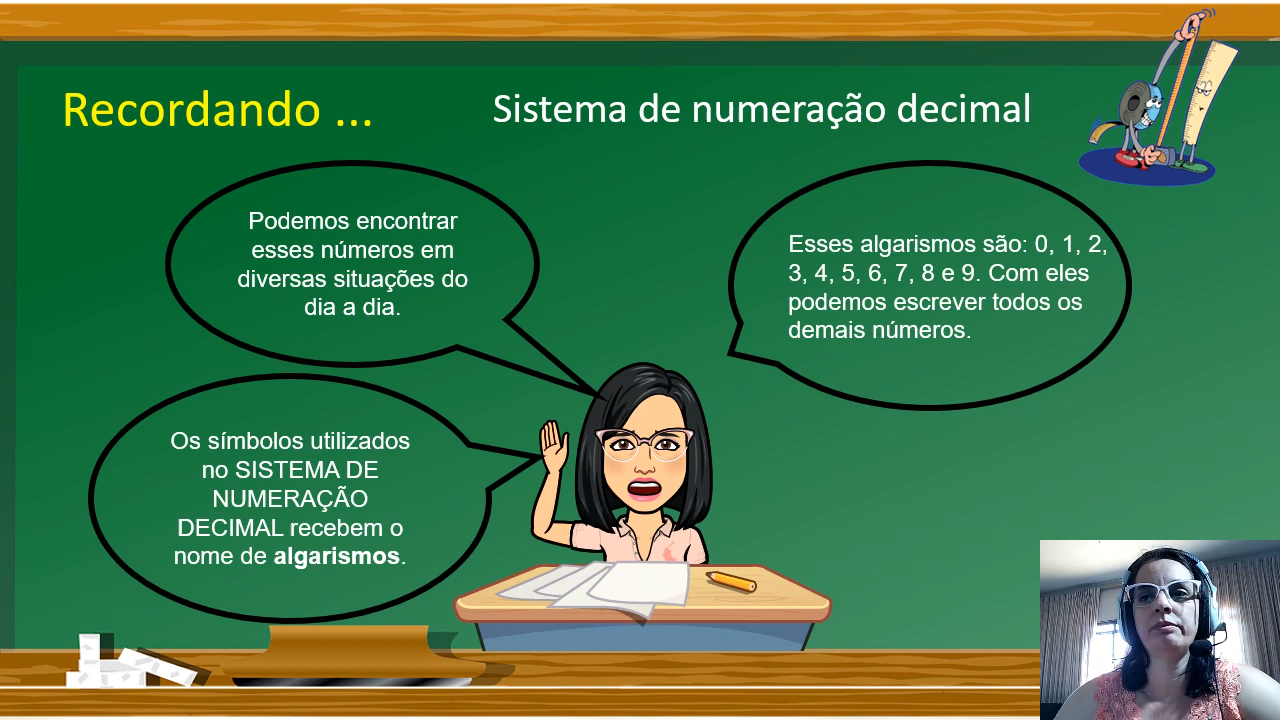 Recordando ...
Sistema de numeração decimal
Podemos encontrar
esses números em
diversas situações do
dia a dia.
Esses algarismos são: 0, 1, 2,
3, 4, 5, 6, 7, 8 e 9. Com eles
podemos escrever todos os
demais números.
Os símbolos utilizados
no SISTEMA DE
NUMERAÇÃO
DECIMAL recebem o
nome de algarismos.